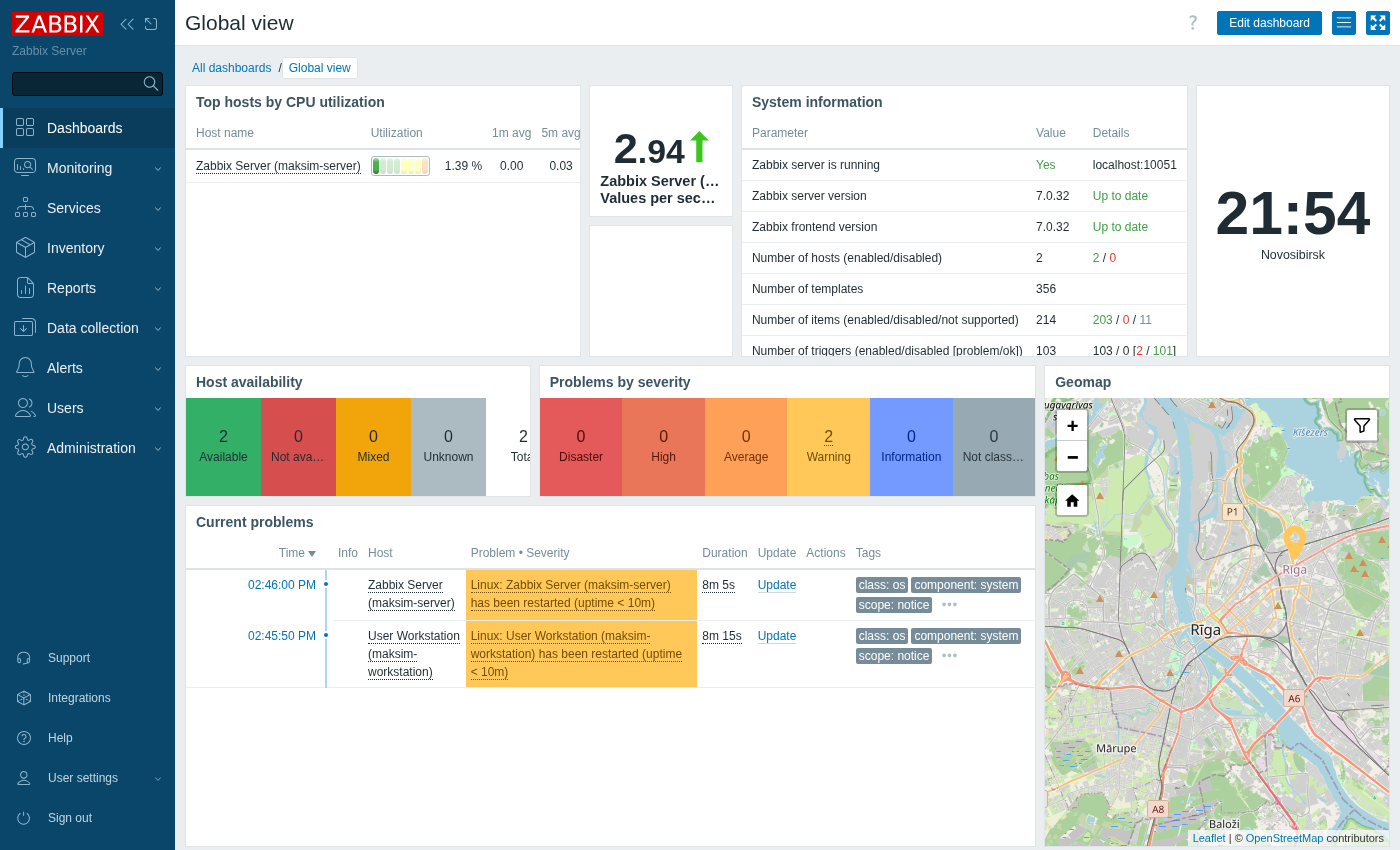 ZABBIX
Zabbix Server
Dashboards
Monitoring
Services
Inventory
Reports
Data collection
Alerts
Users
Administration
Support
Integrations
Help
User settings
Sign out
Global view
?
Edit dashboard
All dashboards / Global view
Top hosts by CPU utilization
Host name Utilization 1m avg 5m avg
Zabbix Server (maksim-server) 1.39 % 0.00 0.03
2.94
Zabbix Server (…
Values per sec…
System information
Parameter Value Details
Zabbix server is running Yes localhost:10051
Zabbix server version 7.0.32 Up to date
Zabbix frontend version 7.0.32 Up to date
Number of hosts (enabled/disabled) 2 2 / 0
Number of templates 356
Number of items (enabled/disabled/not supported) 214 203 / 0 / 11
Number of triggers (enabled/disabled [problem/ok]) 103 103 / 0 [2 / 101]
21:54
Novosibirsk
Host availability
2 0 0 0 2
Available Not ava… Mixed Unknown Tota
Problems by severity
0 0 0 2 0 0
Disaster High Average Warning Information Not class…
Current problems
Time Info Host Problem • Severity Duration Update Actions Tags
02:46:00 PM Zabbix Server (maksim-server) Linux: Zabbix Server (maksim-server) has been restarted (uptime < 10m) 8m 5s Update class: os component: system scope: notice •••
02:45:50 PM User Workstation (maksim-workstation) Linux: User Workstation (maksim-workstation) has been restarted (uptime < 10m) 8m 15s Update class: os component: system scope: notice •••
Geomap
+
−
Ķīšezers
P1
Rīga
Rīga
A6
Mārupe
A8
Baloži
Leaflet | © OpenStreetMap contributors